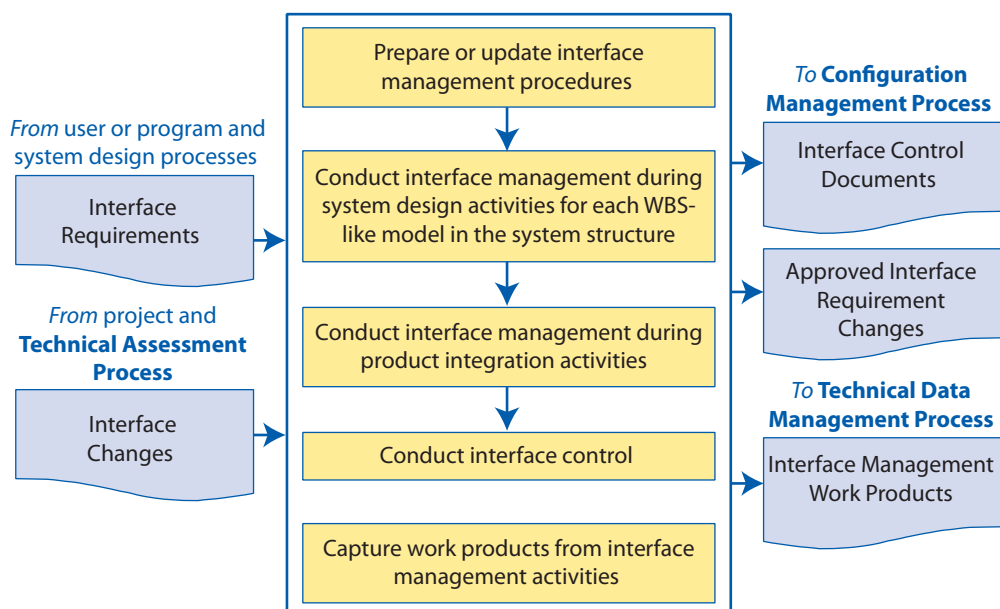 From user or program and
system design processes
Interface
Requirements
From project and
Technical Assessment
Process
Interface
Changes
Prepare or update interface
management procedures
Conduct interface management during
system design activities for each WBS-
like model in the system structure
Conduct interface management during
product integration activities
Conduct interface control
Capture work products from interface
management activities
To Configuration
Management Process
Interface Control
Documents
Approved Interface
Requirement
Changes
To Technical Data
Management Process
Interface Management
Work Products